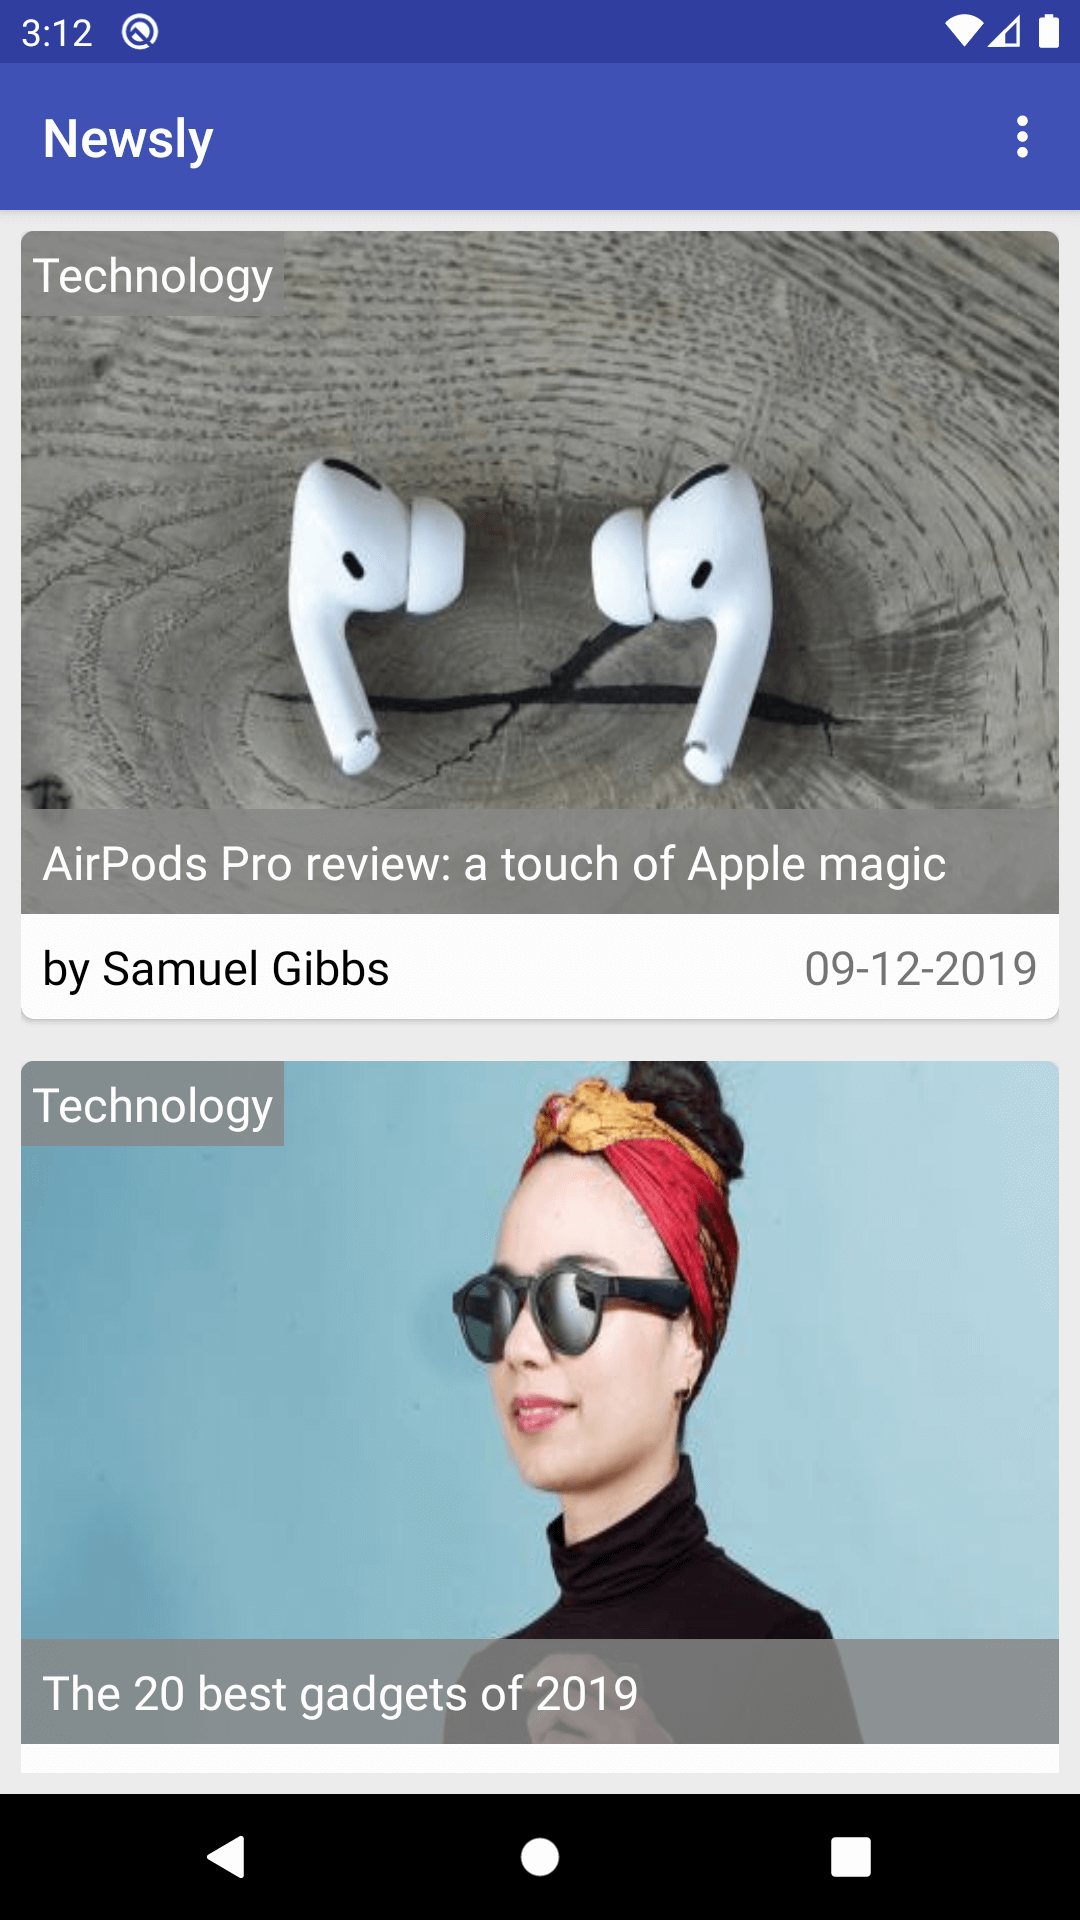 3:12
Newsly
Technology
AirPods Pro review: a touch of Apple magic
by Samuel Gibbs
09-12-2019
Technology
The 20 best gadgets of 2019